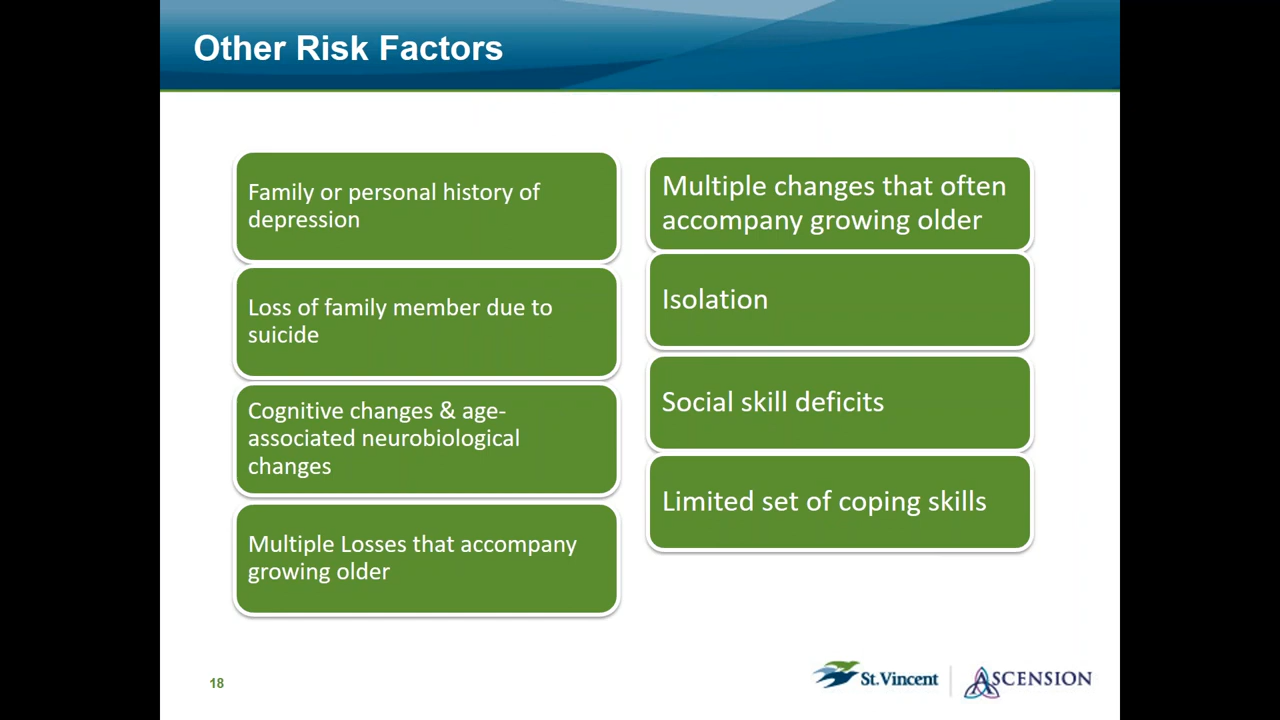 Other Risk Factors
Family or personal history of
depression
Loss of family member due to
suicide
Cognitive changes & age-
associated neurobiological
changes
Multiple Losses that accompany
growing older
Multiple changes that often
accompany growing older
Isolation
Social skill deficits
Limited set of coping skills
18
St.Vincent
ASCENSION